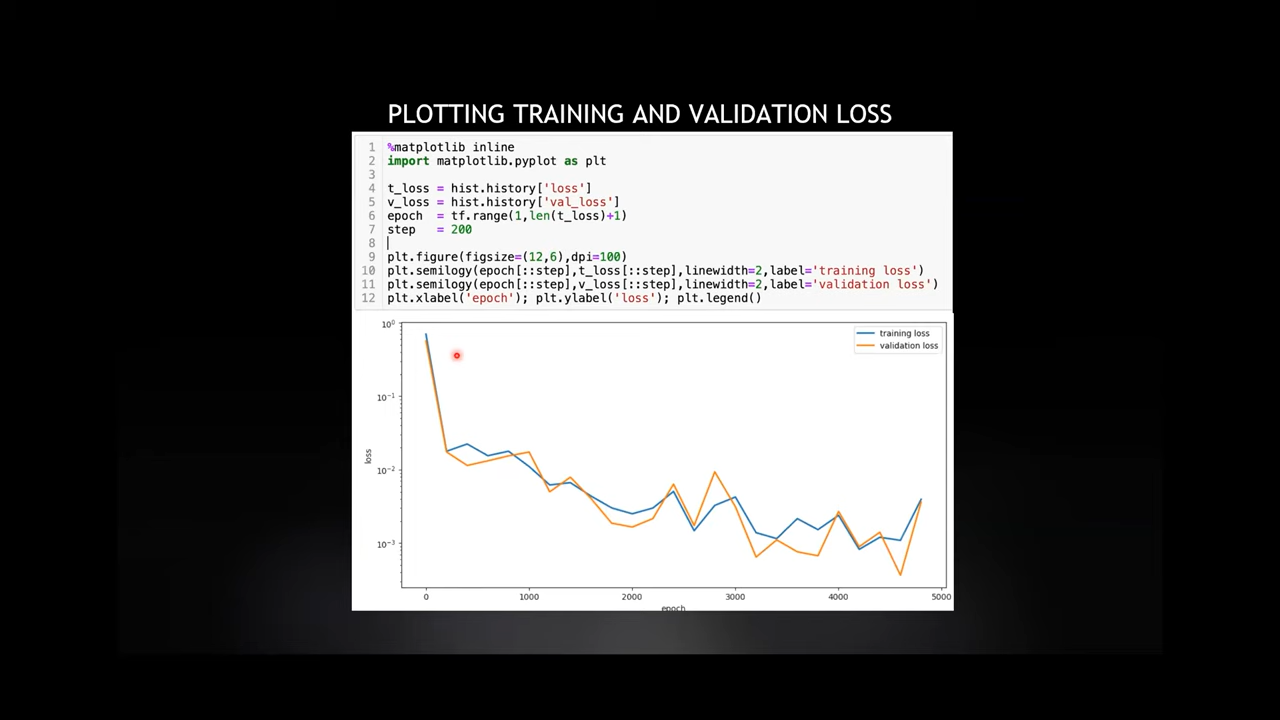 PLOTTING TRAINING AND VALIDATION LOSS
1 %matplotlib inline
2 import matplotlib.pyplot as plt
3
4 t_loss = hist.history['loss']
5 v_loss = hist.history['val_loss']
6 epoch  = tf.range(1,len(t_loss)+1)
7 step   = 200
8
9 plt.figure(figsize=(12,6),dpi=100)
10 plt.semilogy(epoch[::step],t_loss[::step],linewidth=2,label='training loss')
11 plt.semilogy(epoch[::step],v_loss[::step],linewidth=2,label='validation loss')
12 plt.xlabel('epoch'); plt.ylabel('loss'); plt.legend()
10⁰
training loss
validation loss
10⁻¹
loss
10⁻²
10⁻³
0 1000 2000 3000 4000 5000
epoch